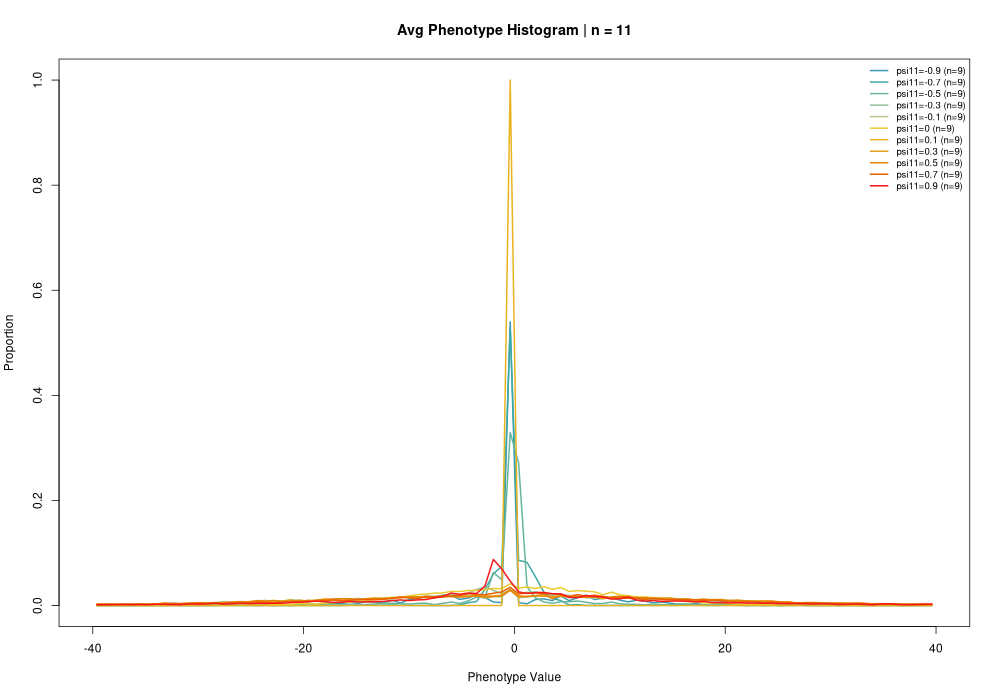 Avg Phenotype Histogram | n = 11
psi11=-0.9 (n=9)
psi11=-0.7 (n=9)
psi11=-0.5 (n=9)
psi11=-0.3 (n=9)
psi11=-0.1 (n=9)
psi11=0 (n=9)
psi11=0.1 (n=9)
psi11=0.3 (n=9)
psi11=0.5 (n=9)
psi11=0.7 (n=9)
psi11=0.9 (n=9)
Proportion
1.0
0.8
0.6
0.4
0.2
0.0
-40 -20 0 20 40
Phenotype Value